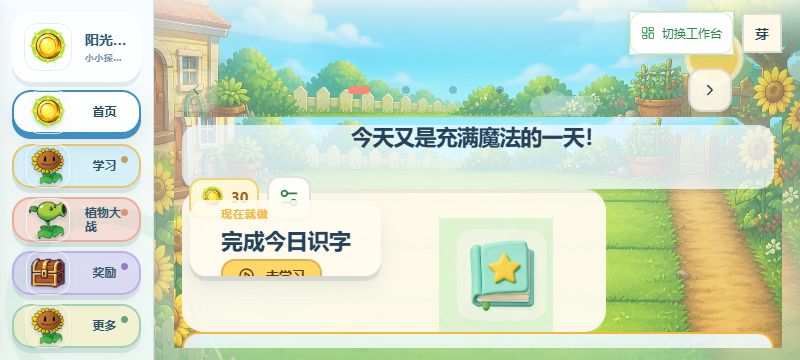 阳光...
小小探...
首页
学习
植物大
战
奖励
更多
切换工作台
芽
今天又是充满魔法的一天!
30
现在就做
完成今日识字
去学习